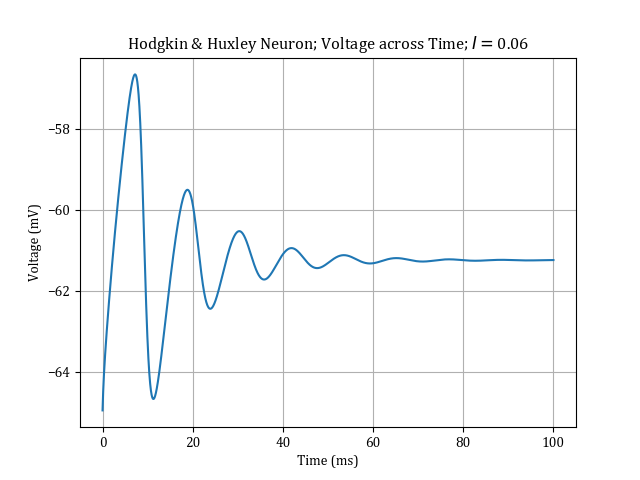 Hodgkin & Huxley Neuron; Voltage across Time; I = 0.06
Voltage (mV)
−58
−60
−62
−64
0 20 40 60 80 100
Time (ms)